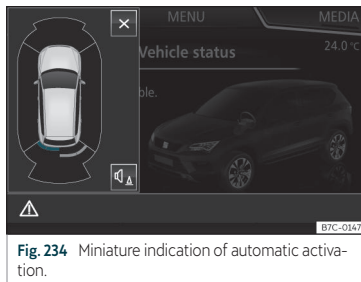 MENU
MEDIA
Vehicle status
24.0 °C
ble.
B7C-0147
Fig. 234 Miniature indication of automatic activa-
tion.